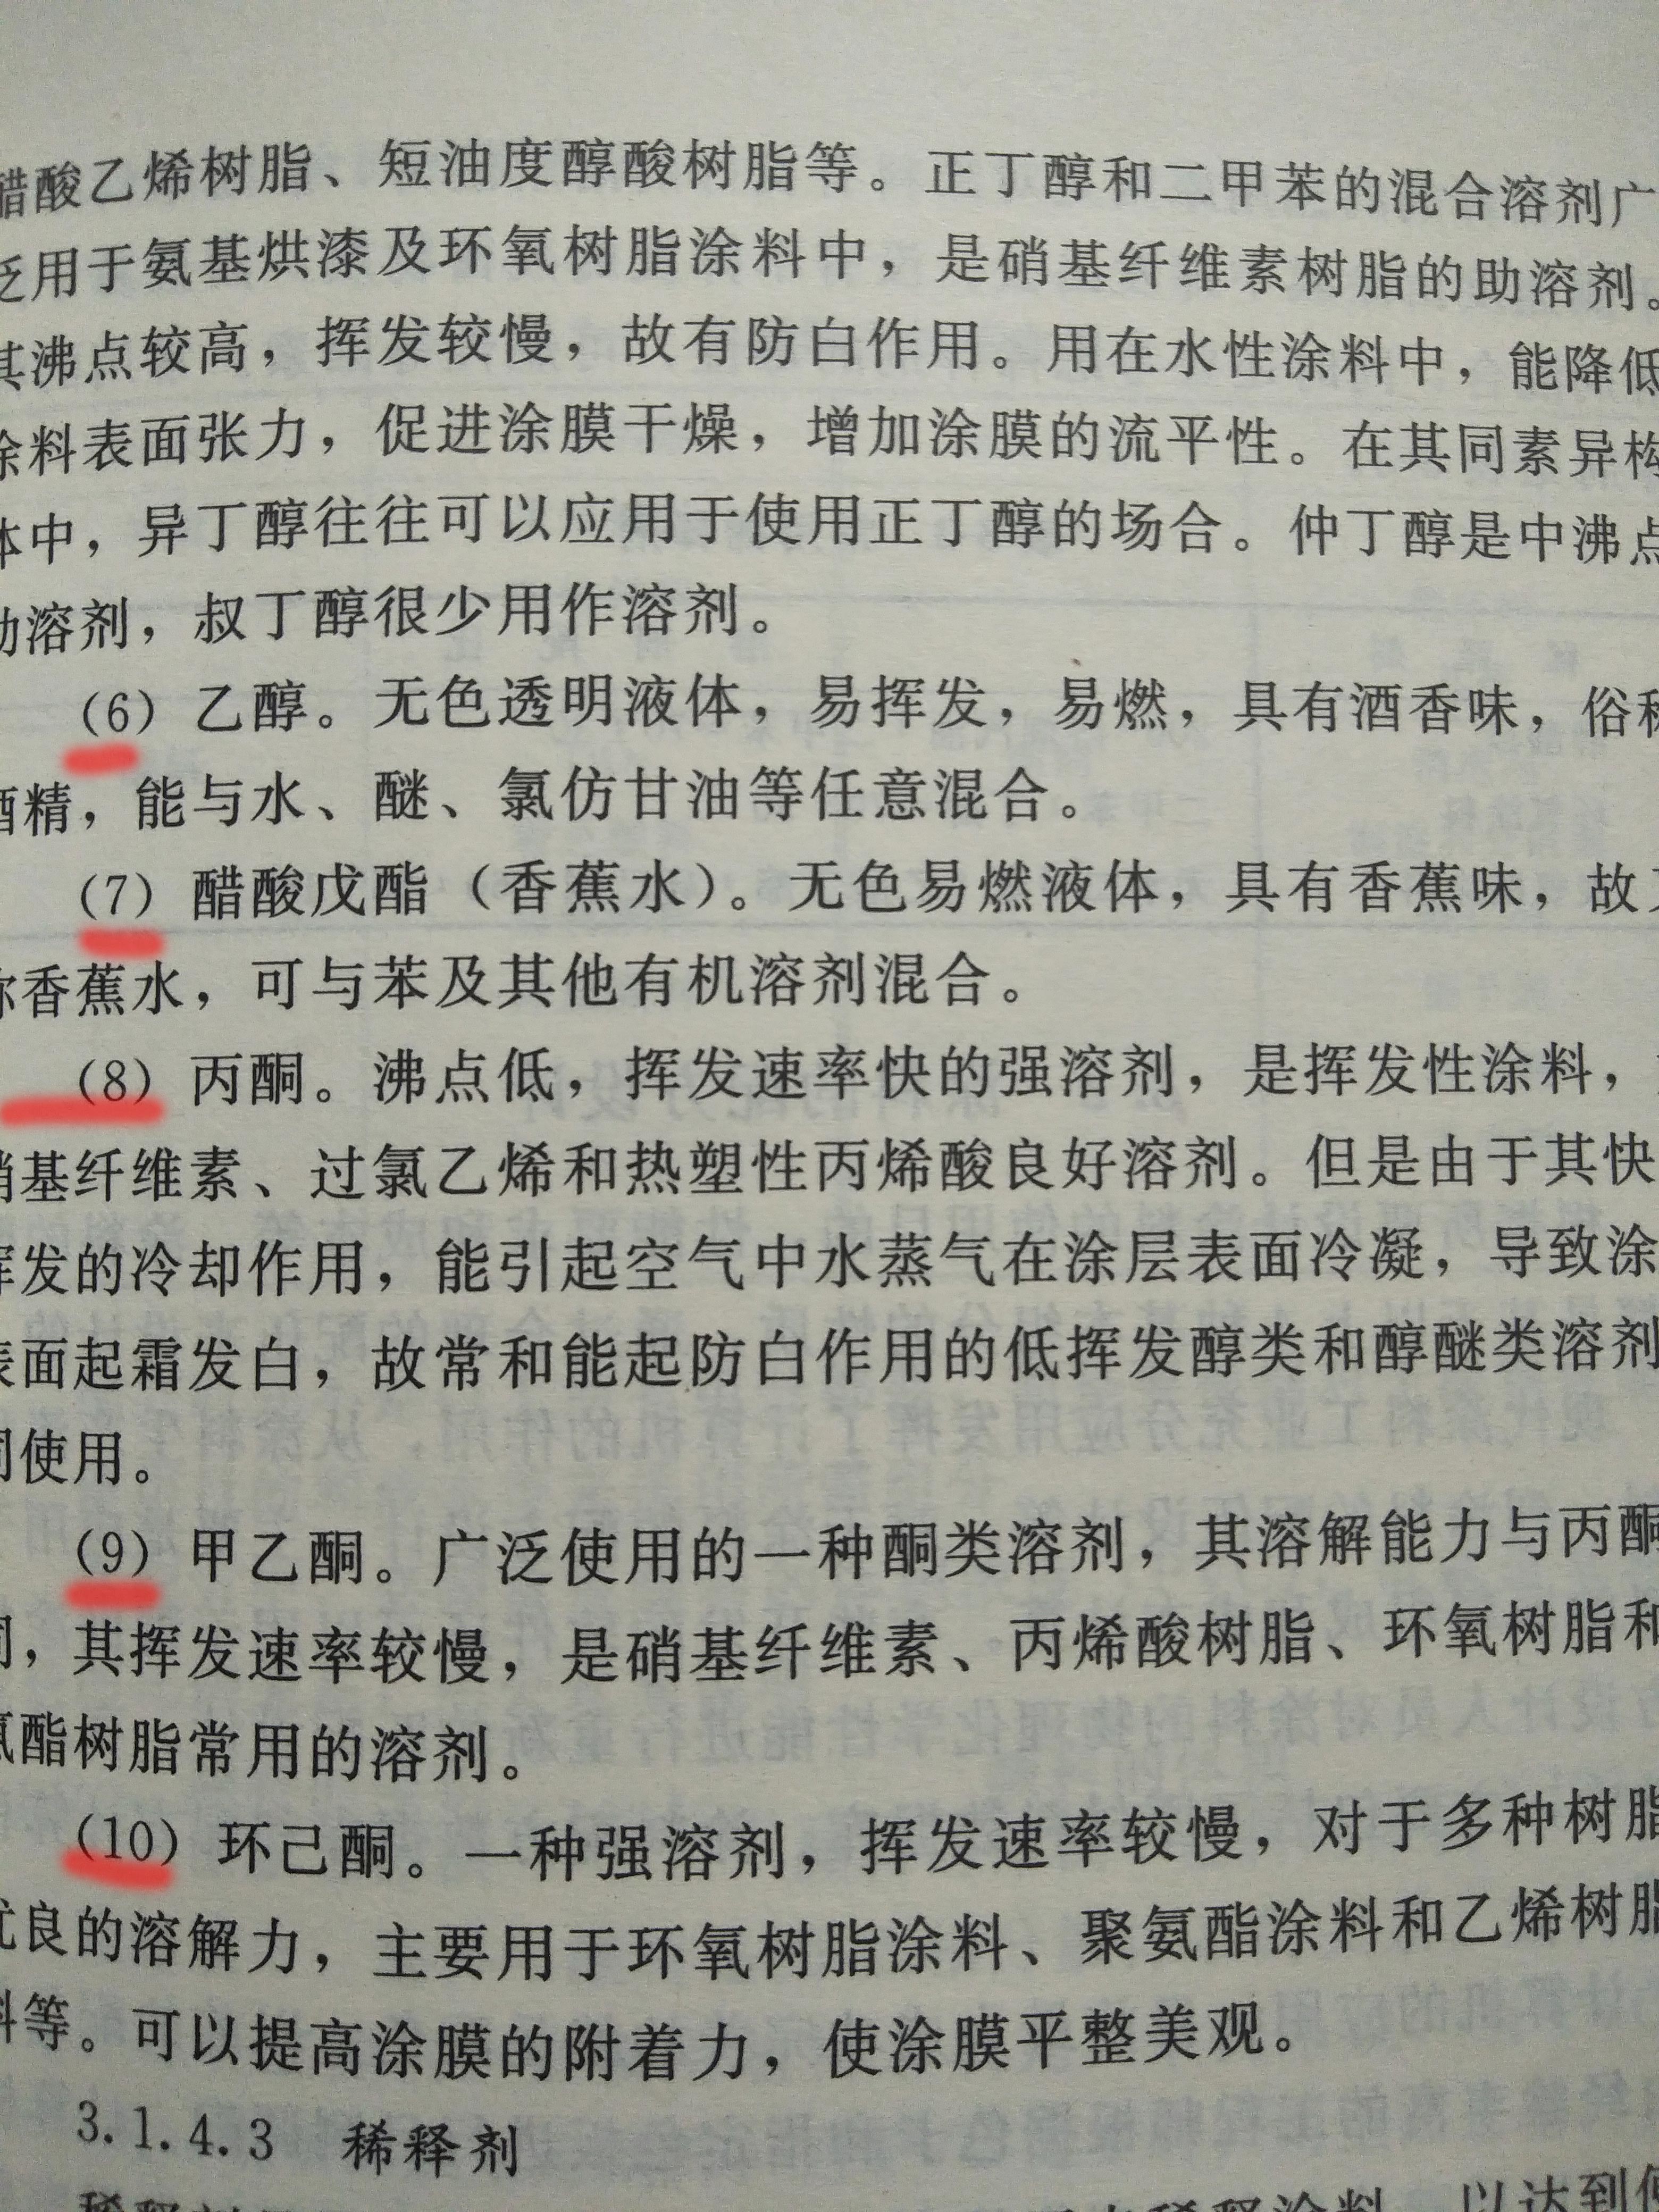 醋酸乙烯树脂、短油度醇酸树脂等。正丁醇和二甲苯的混合溶剂广
泛用于氨基烘漆及环氧树脂涂料中，是硝基纤维素树脂的助溶剂。
其沸点较高，挥发较慢，故有防白作用。用在水性涂料中，能降低
涂料表面张力，促进涂膜干燥，增加涂膜的流平性。在其同素异构
体中，异丁醇往往可以应用于使用正丁醇的场合。仲丁醇是中沸点
助溶剂，叔丁醇很少用作溶剂。
(6) 乙醇。无色透明液体，易挥发，易燃，具有酒香味，俗称
酒精，能与水、醚、氯仿甘油等任意混合。
(7) 醋酸戊酯（香蕉水）。无色易燃液体，具有香蕉味，故又
称香蕉水，可与苯及其他有机溶剂混合。
(8) 丙酮。沸点低，挥发速率快的强溶剂，是挥发性涂料，
硝基纤维素、过氯乙烯和热塑性丙烯酸良好溶剂。但是由于其快
挥发的冷却作用，能引起空气中水蒸气在涂层表面冷凝，导致涂
表面起霜发白，故常和能起防白作用的低挥发醇类和醇醚类溶剂
同使用。
(9) 甲乙酮。广泛使用的一种酮类溶剂，其溶解能力与丙酮
同，其挥发速率较慢，是硝基纤维素、丙烯酸树脂、环氧树脂和
氨酯树脂常用的溶剂。
(10) 环己酮。一种强溶剂，挥发速率较慢，对于多种树脂
优良的溶解力，主要用于环氧树脂涂料、聚氨酯涂料和乙烯树脂
料等。可以提高涂膜的附着力，使涂膜平整美观。
3.1.4.3 稀释剂
稀释涂料，以达到便